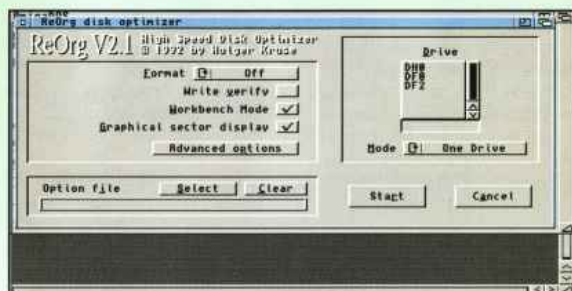 ReOrg disk optimizer
ReOrg V2.1
High Speed Disk Optimizer
© 1992 by Holger Kruse
Format Off
Write verify
Workbench Mode
Graphical sector display
Advanced options
Option file Select Clear
Drive
DH0
DF0
DF2
Mode One Drive
Start Cancel